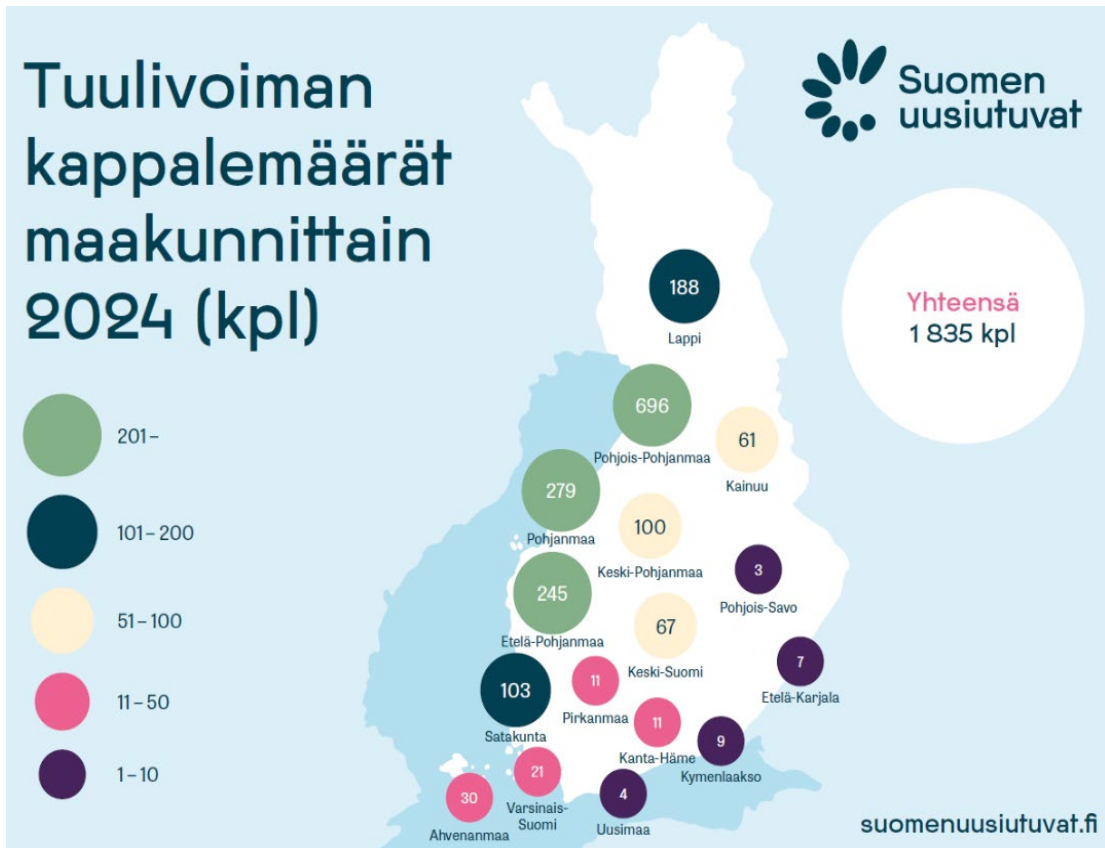 Tuulivoiman
kappalemäärät
maakunnittain
2024 (kpl)
Suomen
uusiutuvat
Yhteensä
1 835 kpl
201–
101–200
51–100
11–50
1–10
188
Lappi
696
Pohjois-Pohjanmaa
61
Kainuu
279
Pohjanmaa
100
Keski-Pohjanmaa
3
Pohjois-Savo
245
Etelä-Pohjanmaa
67
Keski-Suomi
7
Etelä-Karjala
103
Satakunta
11
Pirkanmaa
11
Kanta-Häme
9
Kymenlaakso
30
Ahvenanmaa
21
Varsinais-
Suomi
4
Uusimaa
suomenuusiutuvat.fi